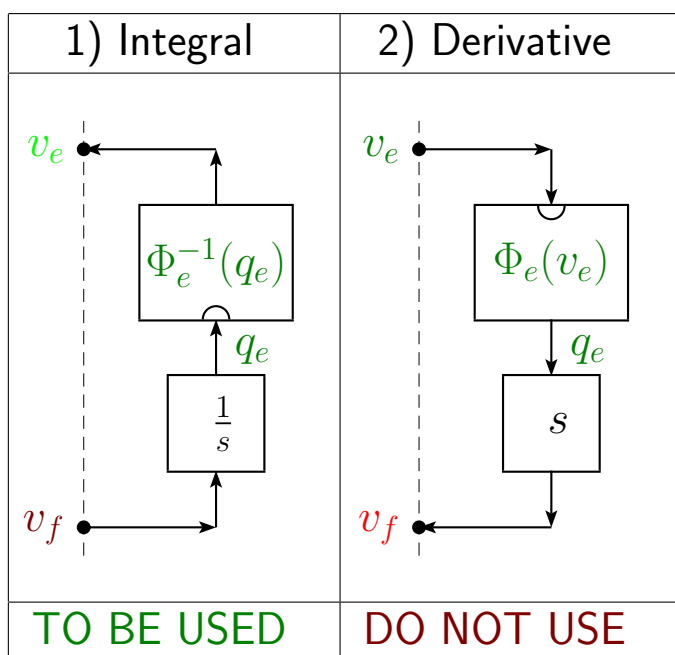 1) Integral
2) Derivative
v_e
Φ_e^{-1}(q_e)
q_e
1/s
v_f
v_e
Φ_e(v_e)
q_e
s
v_f
TO BE USED
DO NOT USE